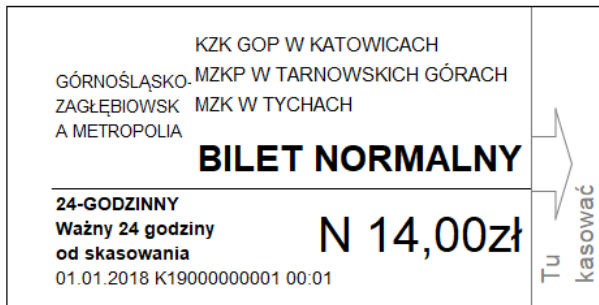 KZK GOP W KATOWICACH
MZKP W TARNOWSKICH GÓRACH
MZK W TYCHACH
GÓRNOŚLĄSKO-
ZAGŁĘBIOWSK
A METROPOLIA
BILET NORMALNY
24-GODZINNY
Ważny 24 godziny
od skasowania
N 14,00zł
01.01.2018 K19000000001 00:01
Tu
kasować